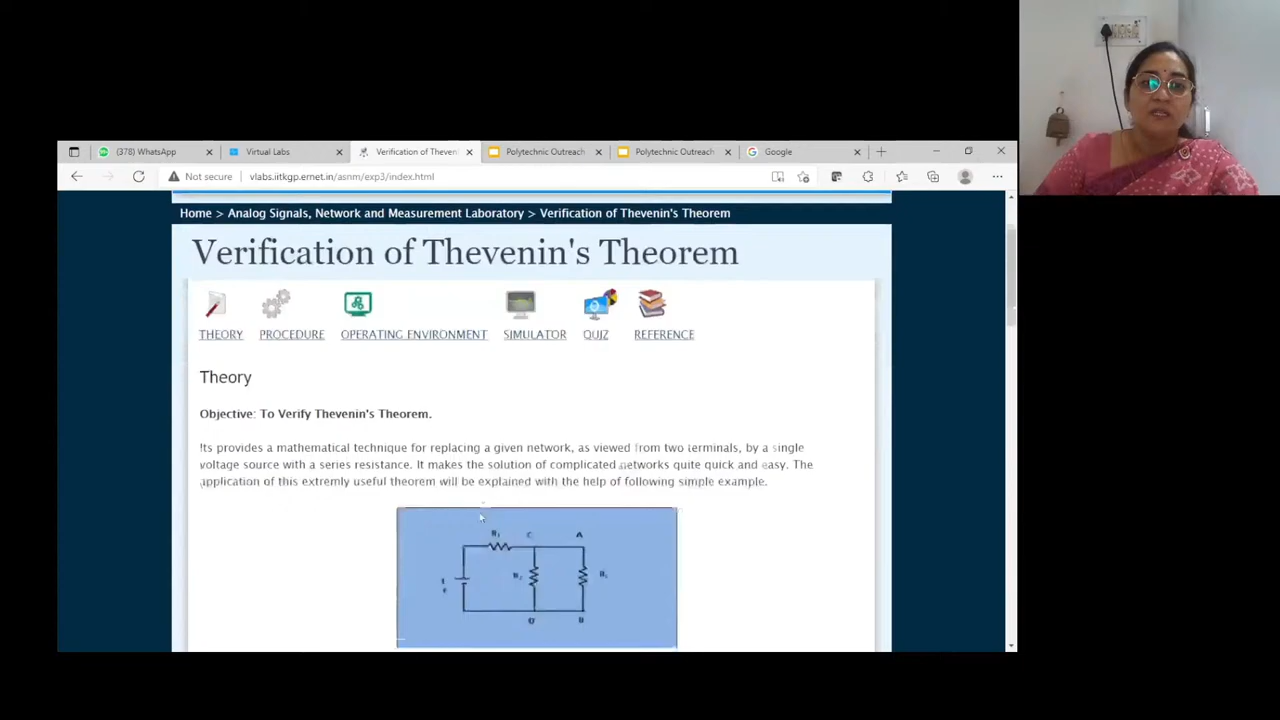 (378) WhatsApp
Virtual Labs
Verification of Theven
Polytechnic Outreach
Polytechnic Outreach
Google
Not secure
vlabs.iitkgp.ernet.in/asnm/exp3/index.html
Home > Analog Signals, Network and Measurement Laboratory > Verification of Thevenin's Theorem
Verification of Thevenin's Theorem
THEORY
PROCEDURE
OPERATING ENVIRONMENT
SIMULATOR
QUIZ
REFERENCE
Theory
Objective: To Verify Thevenin's Theorem.
Its provides a mathematical technique for replacing a given network, as viewed from two terminals, by a single
voltage source with a series resistance. It makes the solution of complicated networks quite quick and easy. The
application of this extremly useful theorem will be explained with the help of following simple example.
C
A